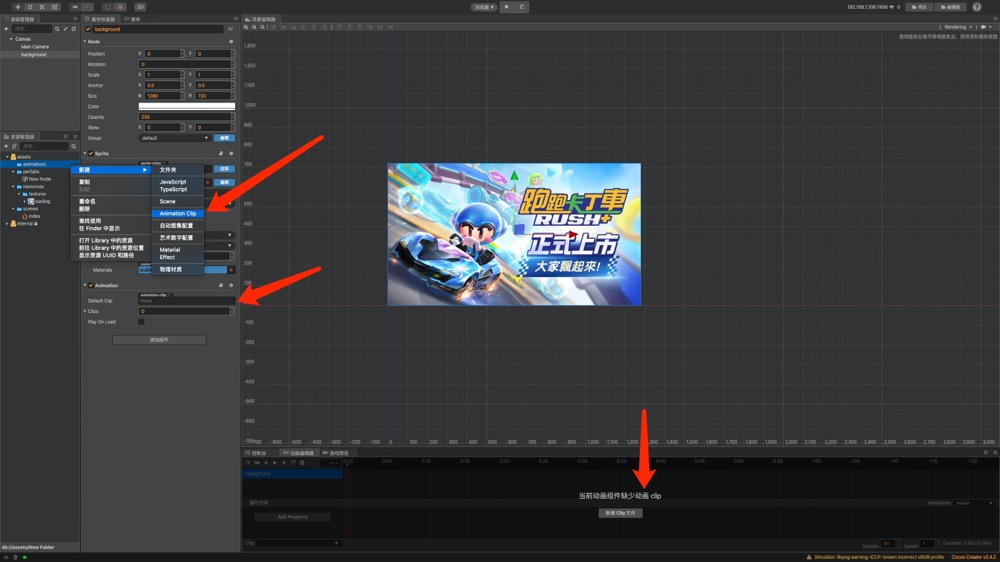 3D
浏览器
192.168.1.106:7456
项目
编辑器
层级管理器
搜索...
Canvas
Main Camera
background
属性检查器
服务
background
3D
Node
Position X 0 Y 0
Rotation 0
Scale X 1 Y 1
Anchor X 0.5 Y 0.5
Size W 1280 H 720
Color
Opacity 255
Skew X 0 Y 0
Group default 编辑
Sprite
选择
编辑
Materials
Animation
animation-clip
Default Clip None
Clips 0
Play On Load
添加组件
资源管理器
搜索...
assets
animations
perfabs
New Node
resources
textures
loading
scenes
index
internal
新建
复制
粘贴
重命名
删除
查找使用
在 Finder 中显示
打开 Library 中的资源
前往 Library 中的资源位置
显示资源 UUID 和路径
文件夹
JavaScript
TypeScript
Scene
Animation Clip
自动图集配置
艺术数字配置
Material
Effect
物理材质
场景编辑器
Rendering
使用鼠标右键平移视窗焦点，使用滚轮缩放视图
1,300
1,200
1,100
1,000
900
800
700
600
500
400
300
200
100
0
-100
-200
-300
-400
-500
-600
-700
-600 -500 -400 -300 -200 -100 0 100 200 300 400 500 600 700 800 900 1,000 1,100 1,200 1,300 1,400 1,500 1,600 1,700 1,800 1,900 2,000 2,100 2,200 2,300 2,400 2,500 2,600 2,700 2,800 2,900 3,000
跑跑卡丁車
RUSH+
正式上市
大家飄起來!
控制台
动画编辑器
游戏预览
background
属性列表
Add Property
当前动画组件缺少动画 clip
新建 Clip 文件
WrapMode: Default
Clip:
Sample: 60 Speed: 1 Duration: 0.00s (0.00s)
db://assets/New Folder
Simulator: libpng warning: iCCP: known incorrect sRGB profile
Cocos Creator v2.4.2